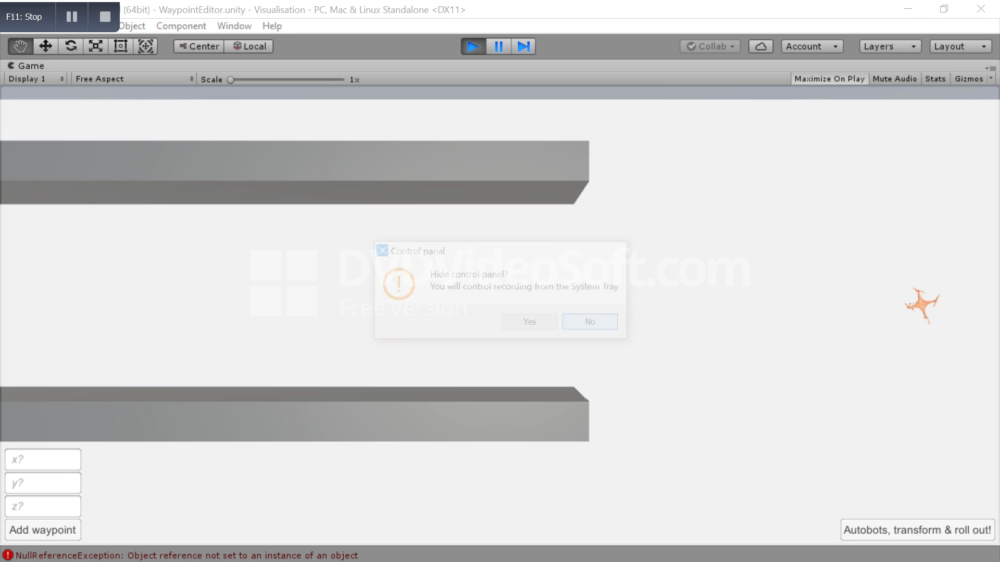 F11: Stop
(64bit) - WaypointEditor.unity - Visualisation - PC, Mac & Linux Standalone <DX11>
Object Component Window Help
Center Local Collab Account Layers Layout
Game
Display 1 Free Aspect Scale 1x Maximize On Play Mute Audio Stats Gizmos
Control panel
DVDVideoSoft.com
Hide control panel?
You will control recording from the System Tray
Free version
Yes No
x?
y?
z?
Add waypoint
Autobots, transform & roll out!
NullReferenceException: Object reference not set to an instance of an object